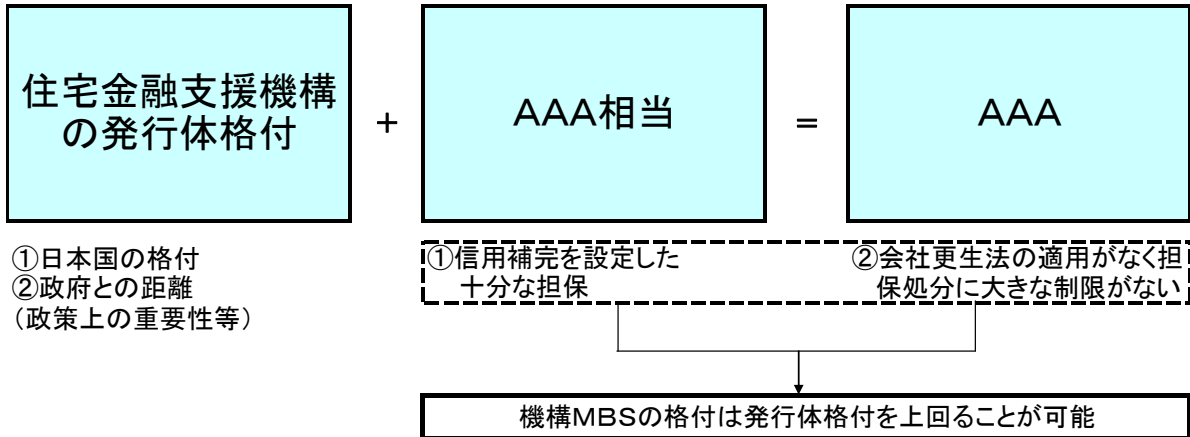 住宅金融支援機構
の発行体格付
+
AAA相当
=
AAA
①日本国の格付
②政府との距離
(政策上の重要性等)
①信用補完を設定した
十分な担保
②会社更生法の適用がなく担
保処分に大きな制限がない
機構MBSの格付は発行体格付を上回ることが可能